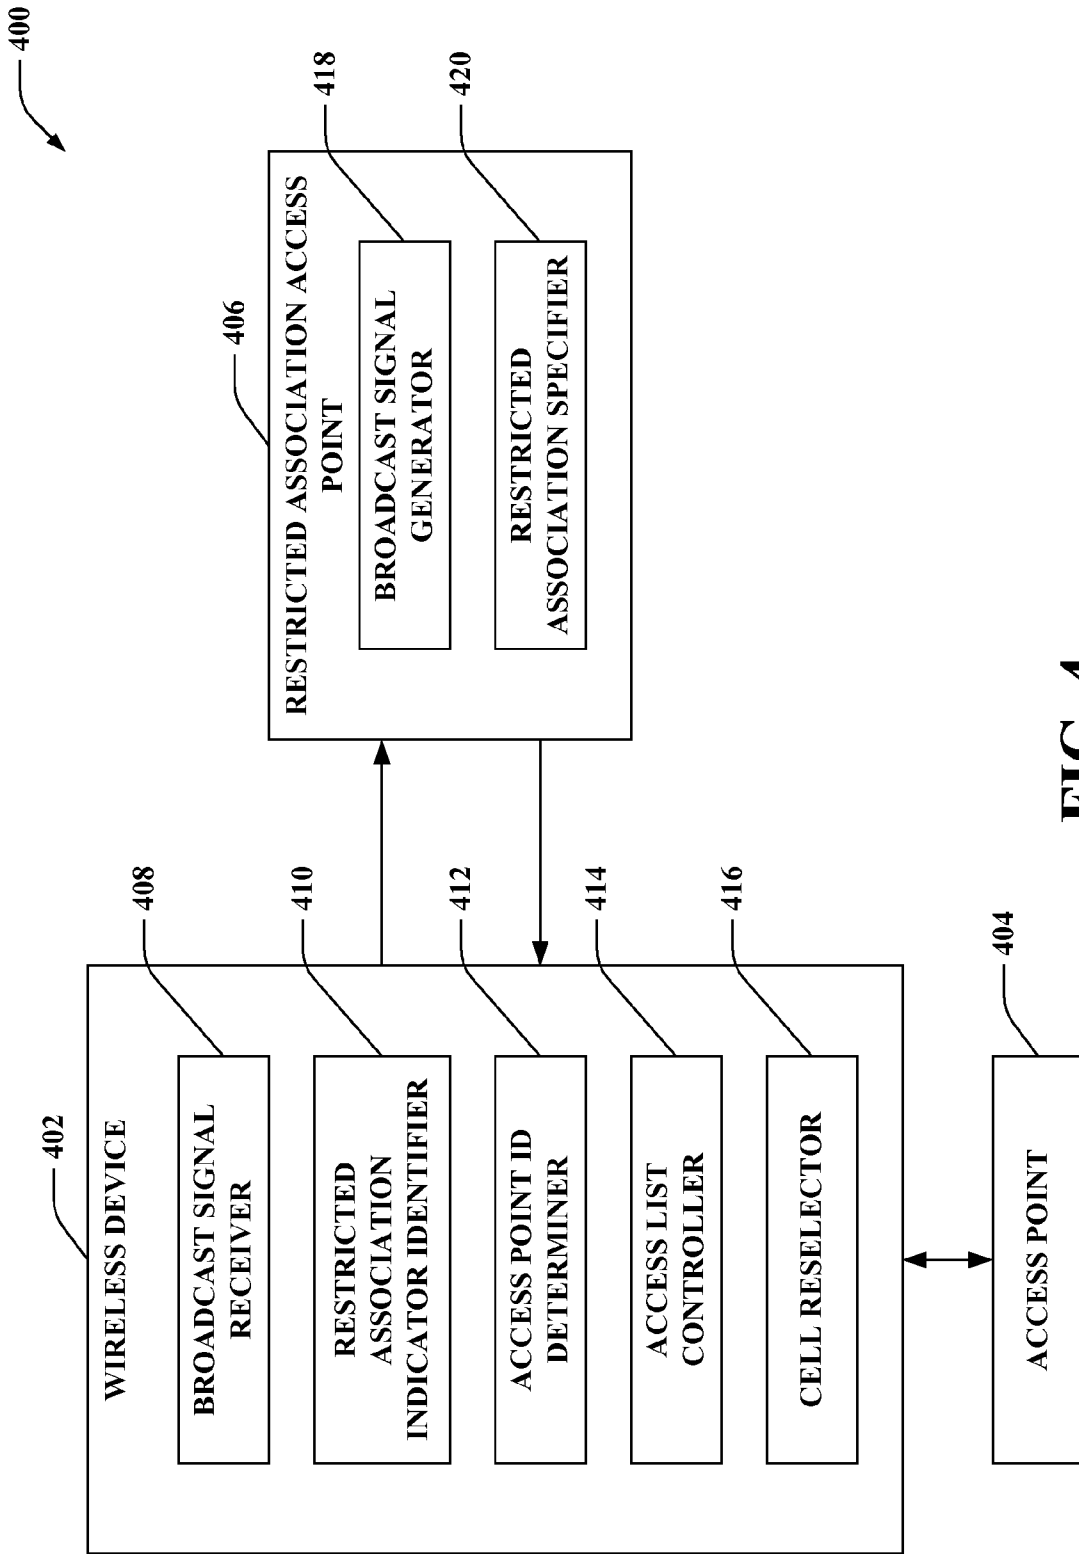 400
402
WIRELESS DEVICE
408
BROADCAST SIGNAL
RECEIVER
410
RESTRICTED
ASSOCIATION
INDICATOR IDENTIFIER
412
ACCESS POINT ID
DETERMINER
414
ACCESS LIST
CONTROLLER
416
CELL RESELECTOR
404
ACCESS POINT
406
RESTRICTED ASSOCIATION ACCESS
POINT
418
BROADCAST SIGNAL
GENERATOR
420
RESTRICTED
ASSOCIATION SPECIFIER
FIG. 4